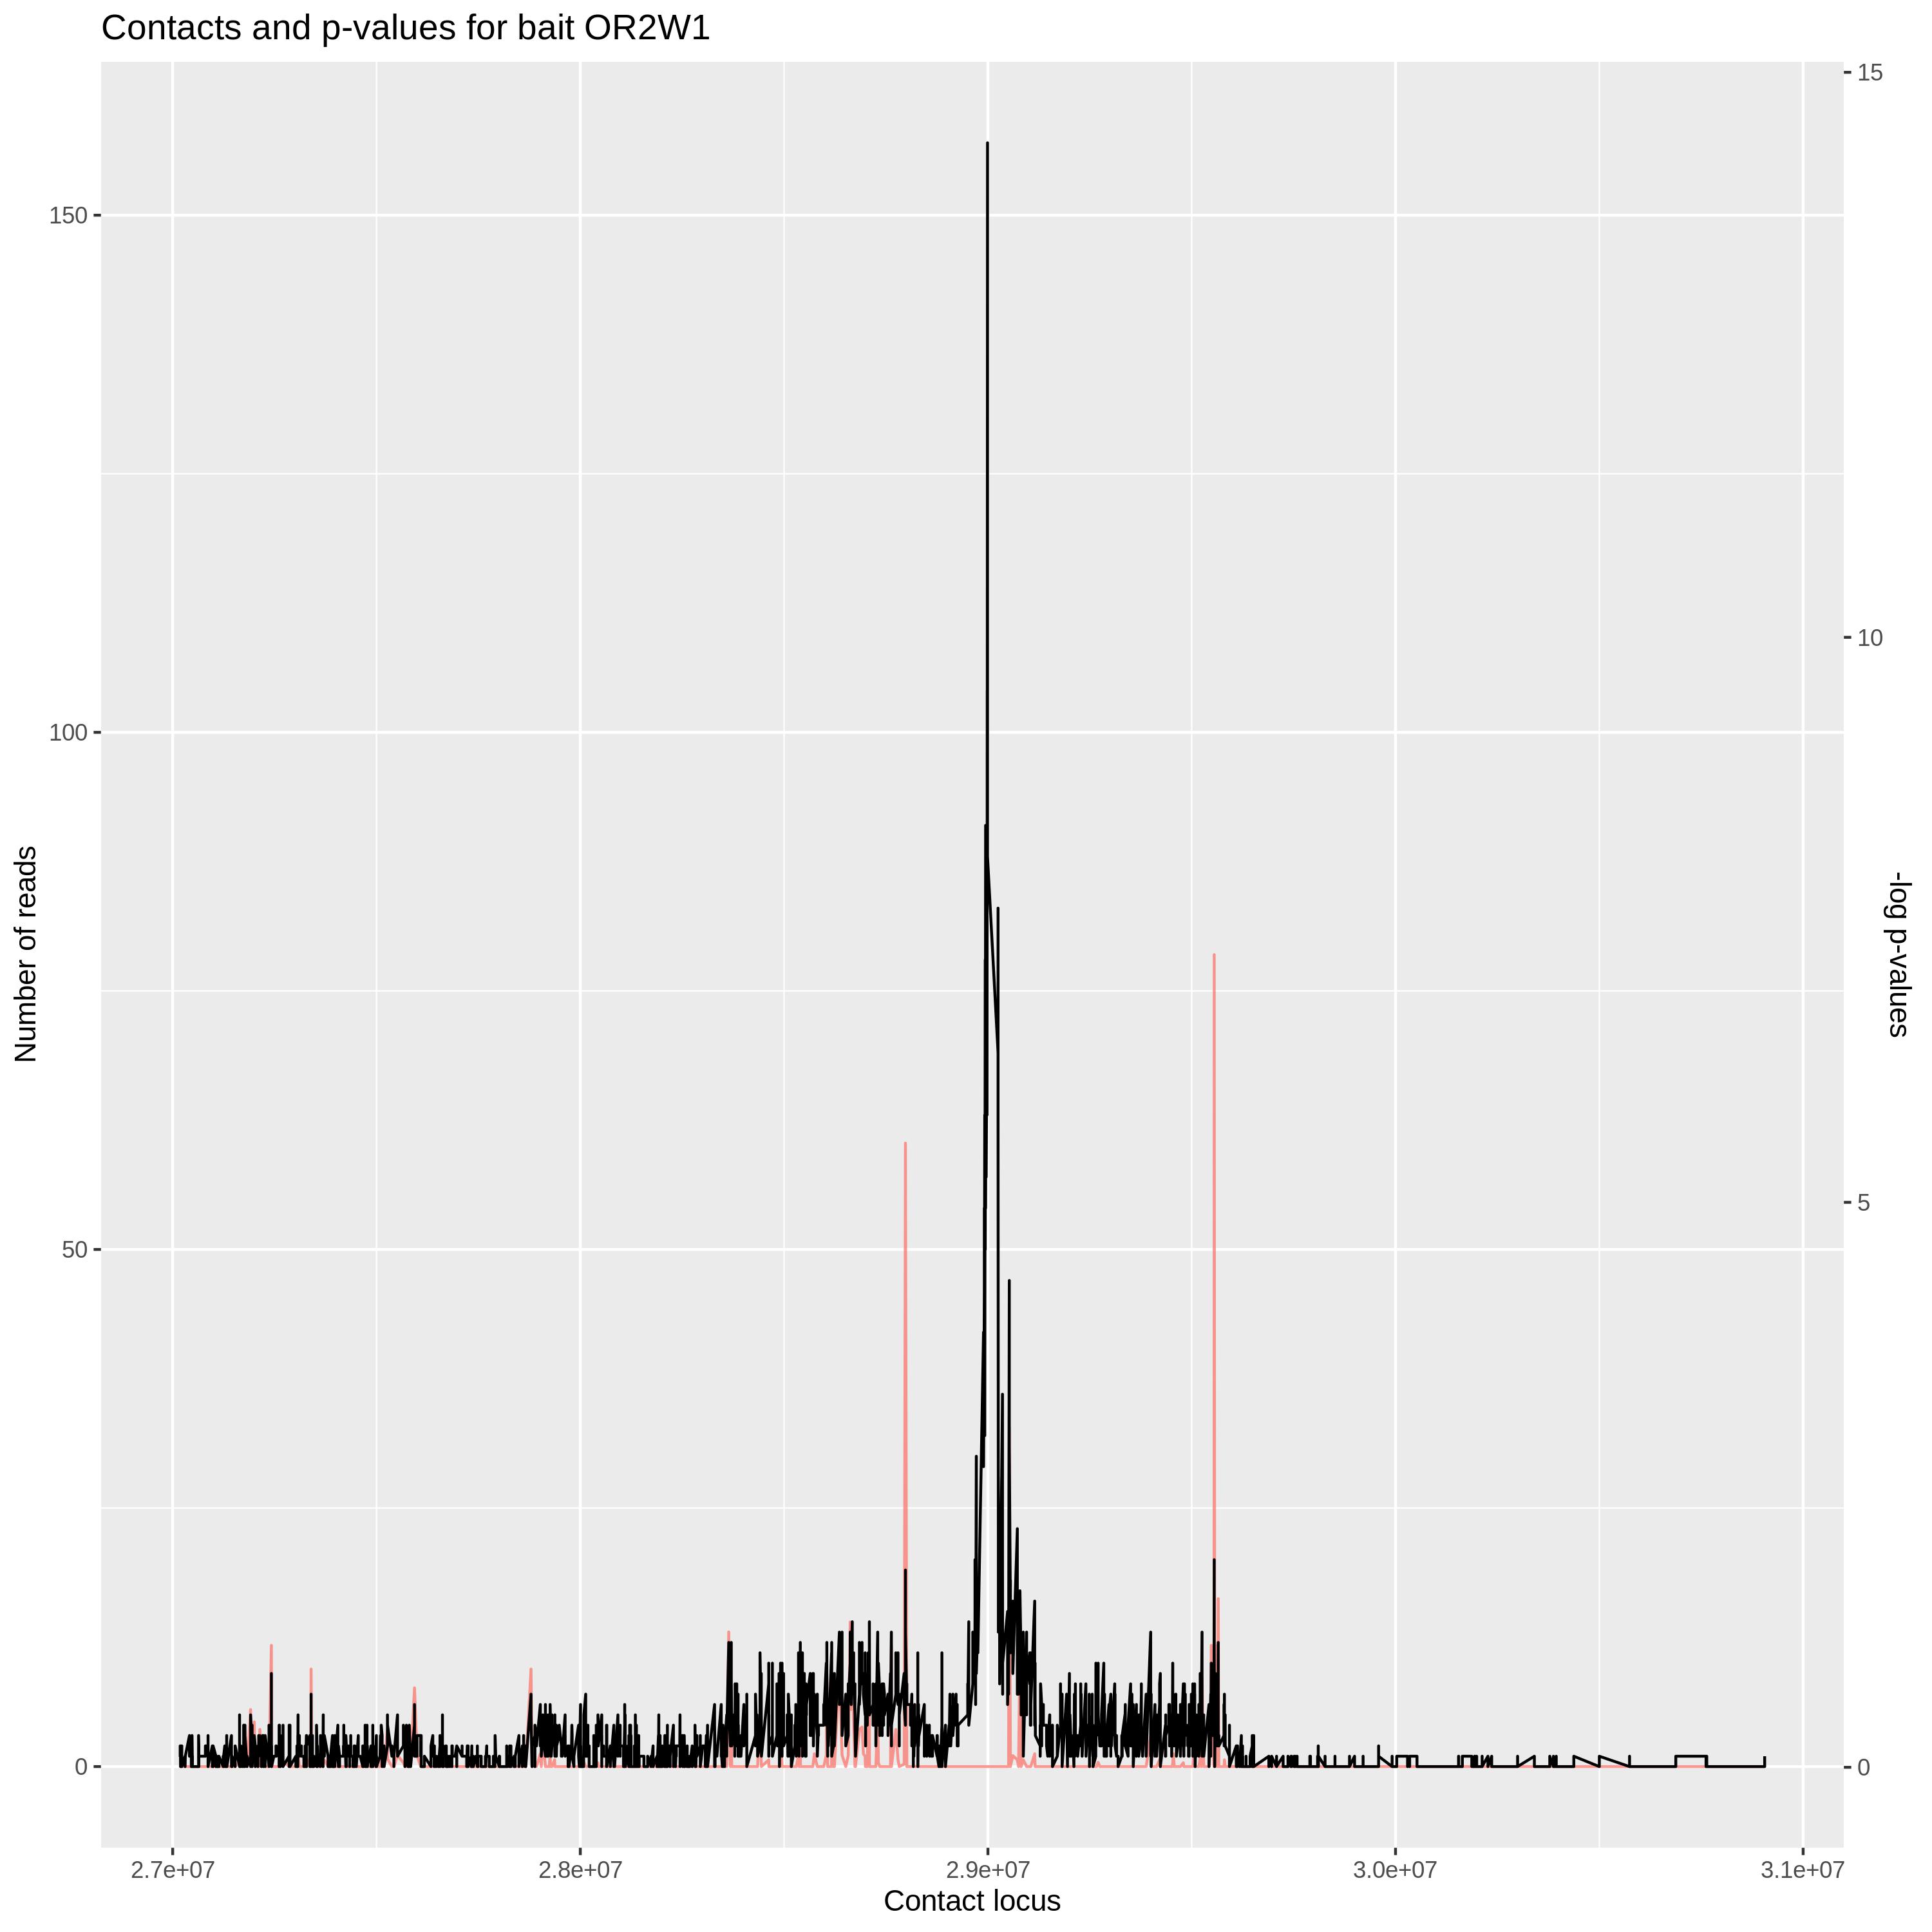 Contacts and p-values for bait OR2W1
15
150
10
100
Number of reads
-log p-values
5
50
0
0
2.7e+07
2.8e+07
2.9e+07
3.0e+07
3.1e+07
Contact locus